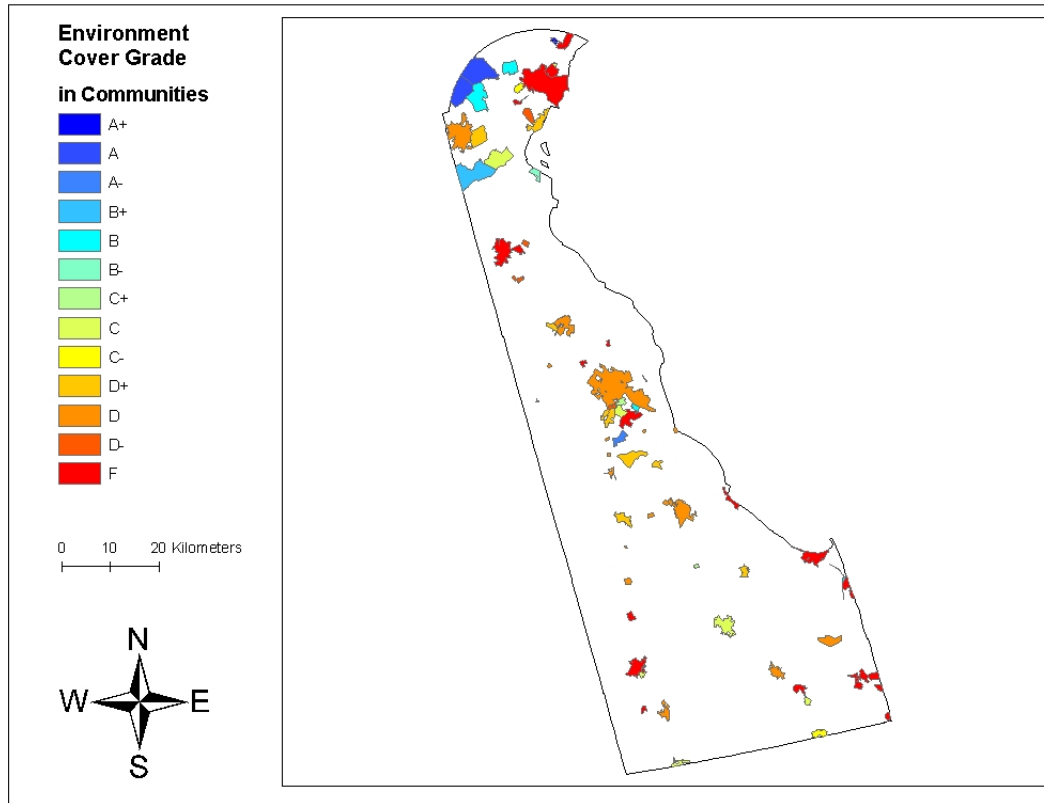 Environment
Cover Grade
in Communities
A+
A
A-
B+
B
B-
C+
C
C-
D+
D
D-
F
0 10 20 Kilometers
N
W E
S